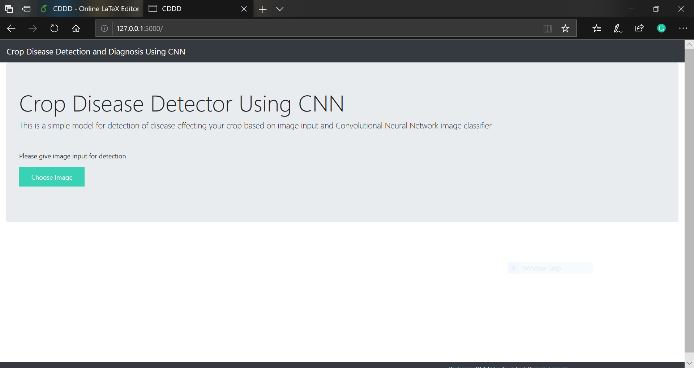 CDDD - Online LaTeX Editor
CDDD
127.0.0.1:5000/
Crop Disease Detection and Diagnosis Using CNN
Crop Disease Detector Using CNN
This is a simple model for detection of disease effecting your crop based on image input and Convolutional Neural Network image classifier
Please give image input for detection
Choose Image